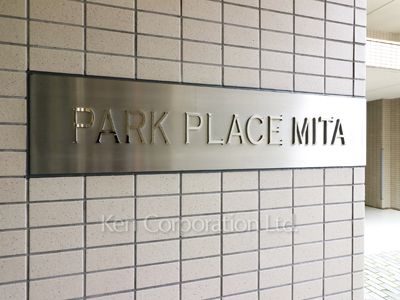 PARK PLACE MITA
Ken Corporation Ltd.